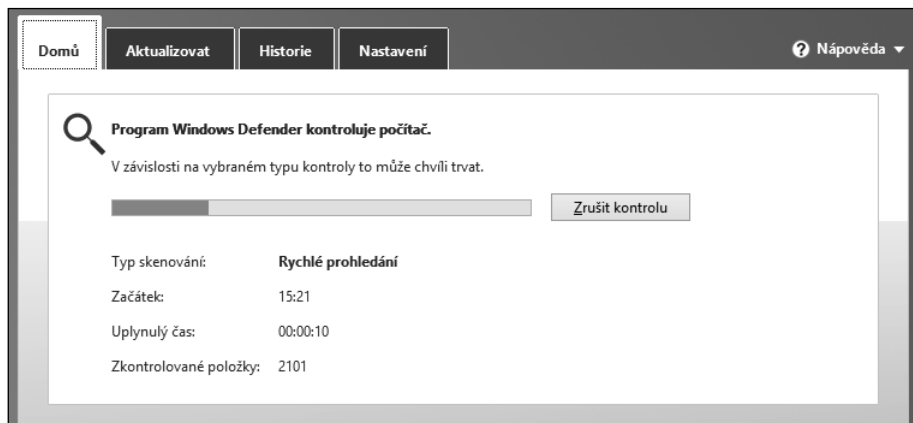 Domů Aktualizovat Historie Nastavení Nápověda
Program Windows Defender kontroluje počítač.
V závislosti na vybraném typu kontroly to může chvíli trvat.
Zrušit kontrolu
Typ skenování: Rychlé prohledání
Začátek: 15:21
Uplynulý čas: 00:00:10
Zkontrolované položky: 2101